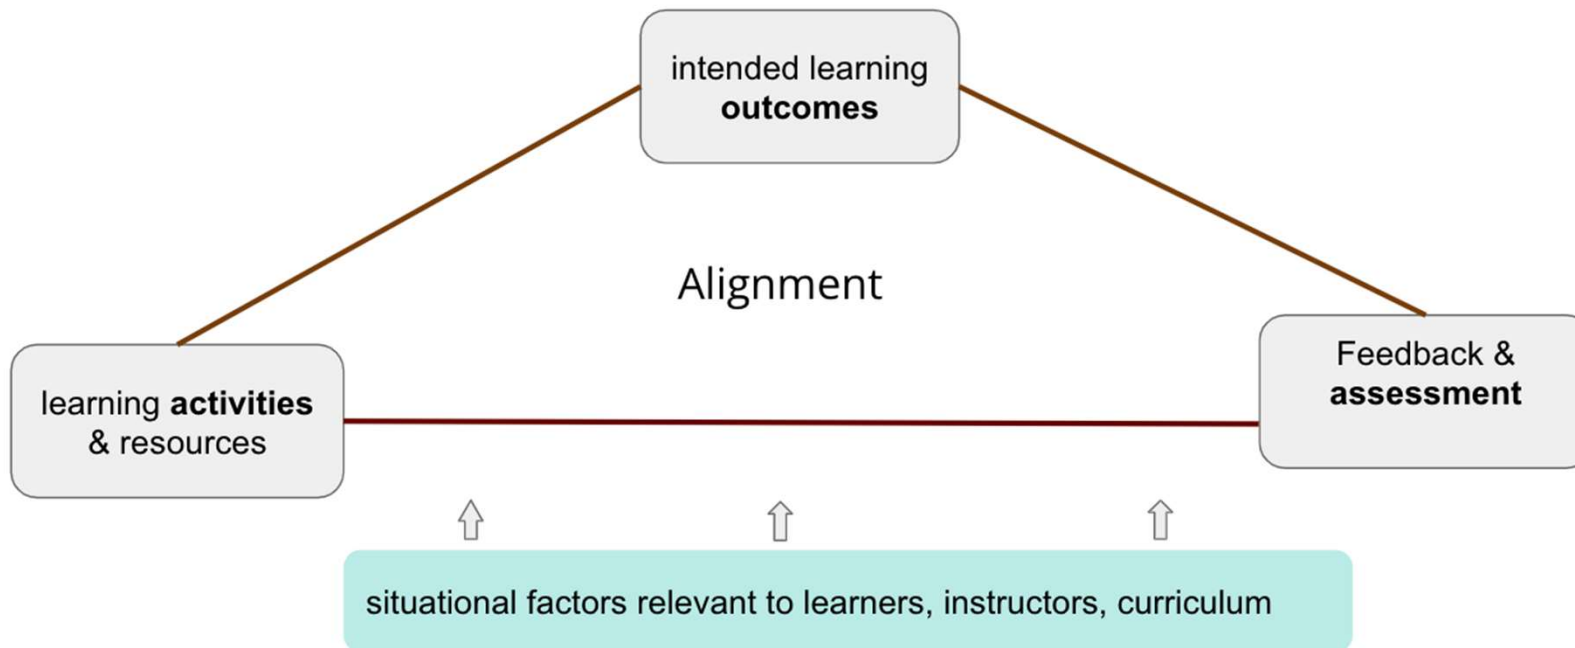 intended learning
outcomes
Alignment
learning activities
& resources
Feedback &
assessment
situational factors relevant to learners, instructors, curriculum